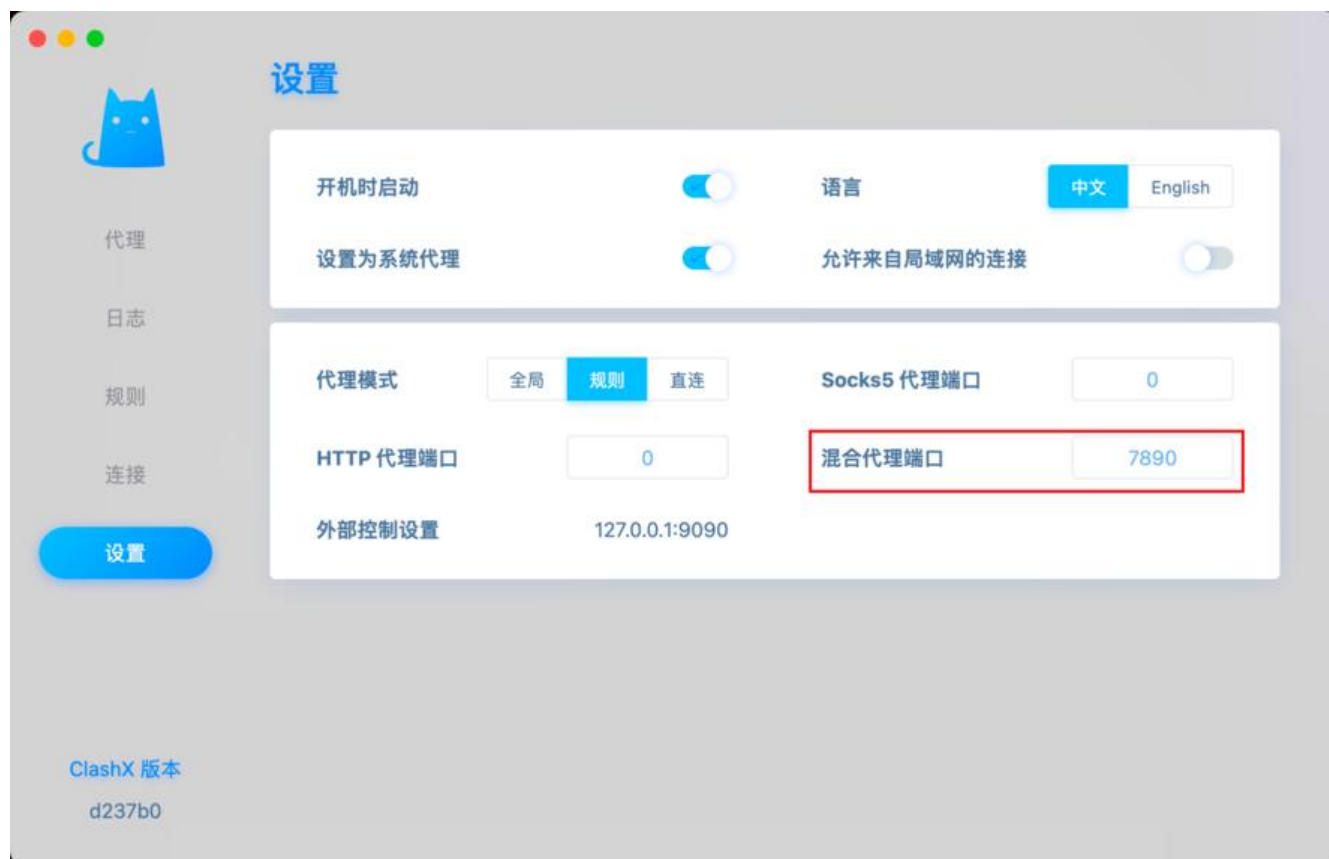 设置
代理
日志
规则
连接
设置
开机时启动
语言 中文 English
设置为系统代理
允许来自局域网的连接
代理模式 全局 规则 直连
Socks5 代理端口 0
HTTP 代理端口 0
混合代理端口 7890
外部控制设置 127.0.0.1:9090
ClashX 版本
d237b0